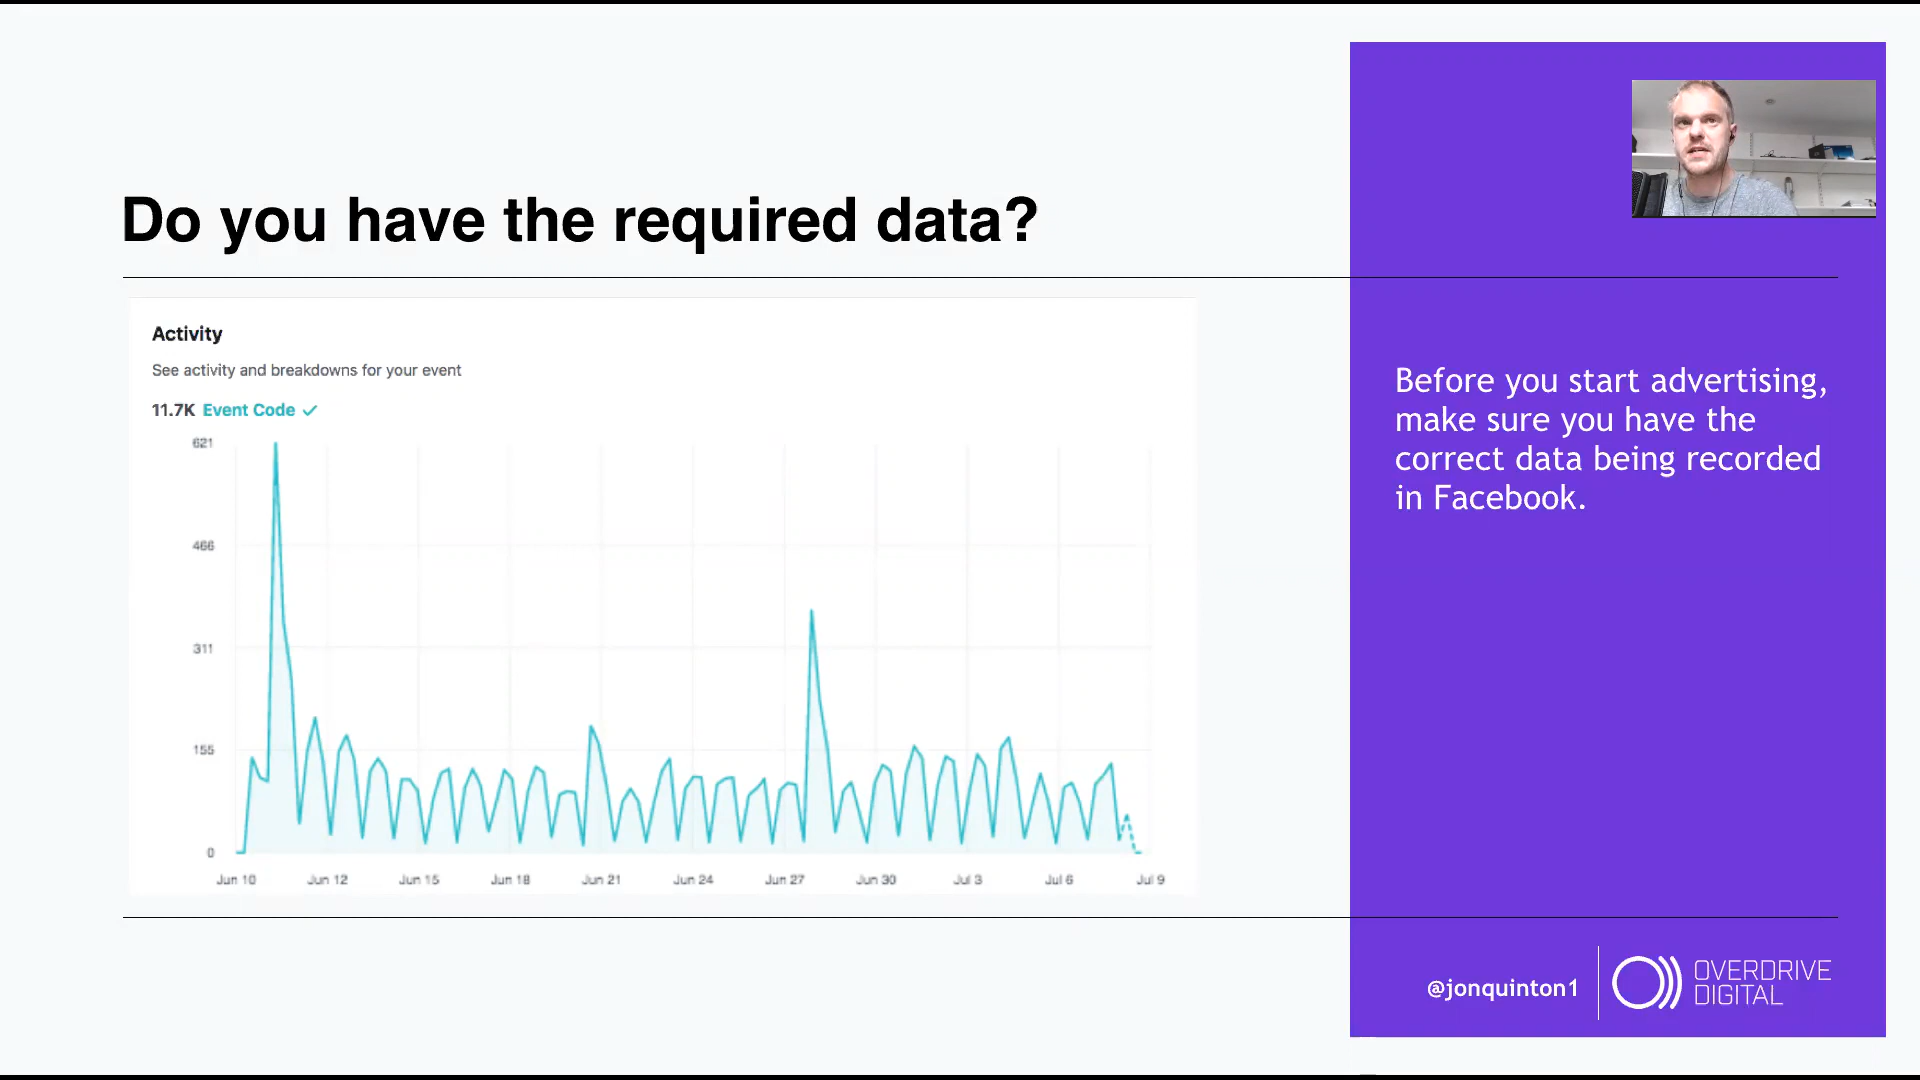 Do you have the required data?
Activity
See activity and breakdowns for your event
11.7K Event Code
621
466
311
155
0
Jun 10 Jun 12 Jun 15 Jun 18 Jun 21 Jun 24 Jun 27 Jun 30 Jul 3 Jul 6 Jul 9
Before you start advertising,
make sure you have the
correct data being recorded
in Facebook.
@jonquinton1
OVERDRIVE
DIGITAL